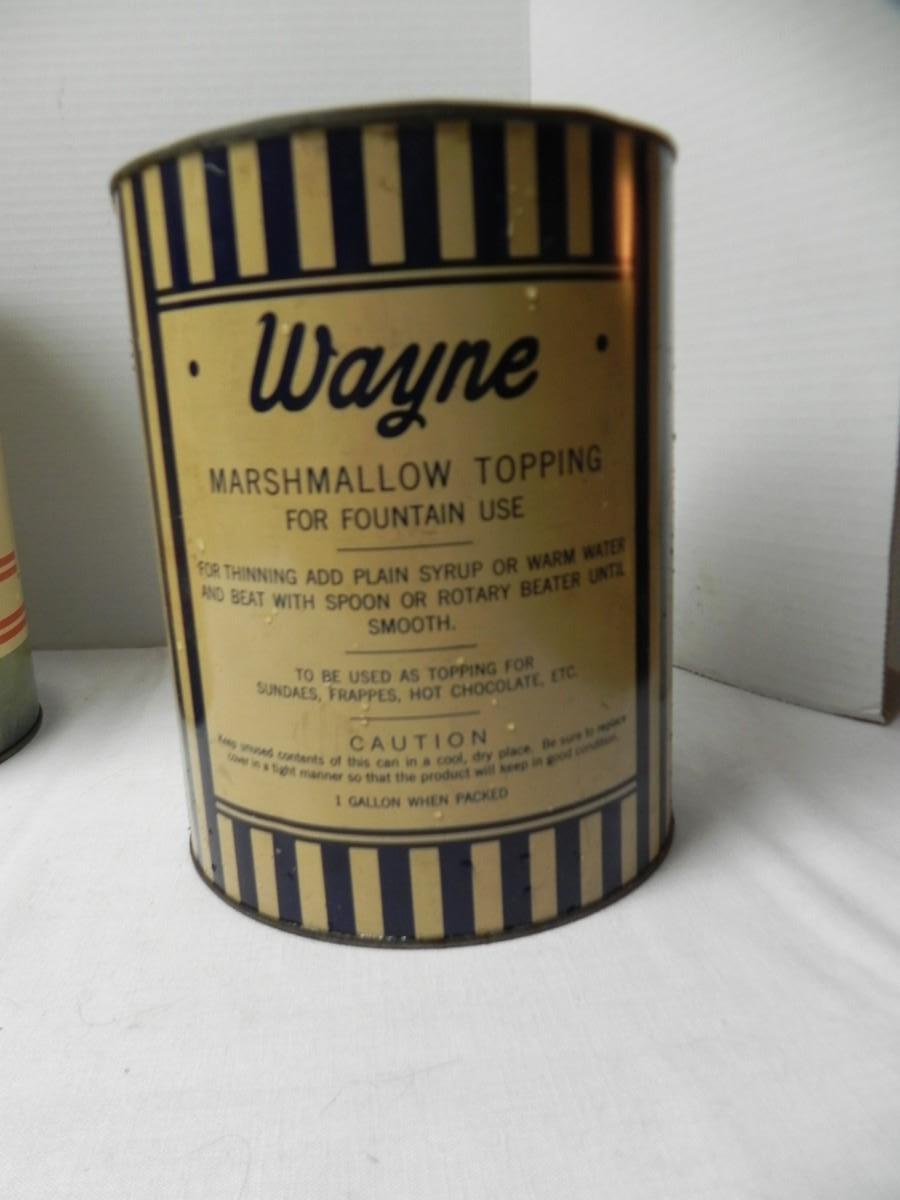 • Wayne •
MARSHMALLOW TOPPING
FOR FOUNTAIN USE
FOR THINNING ADD PLAIN SYRUP OR WARM WATER
AND BEAT WITH SPOON OR ROTARY BEATER UNTIL
SMOOTH.
TO BE USED AS TOPPING FOR
SUNDAES, FRAPPES, HOT CHOCOLATE, ETC.
CAUTION
Keep unused contents of this can in a cool, dry place. Be sure to replace
cover in a tight manner so that the product will keep in good condition.
1 GALLON WHEN PACKED